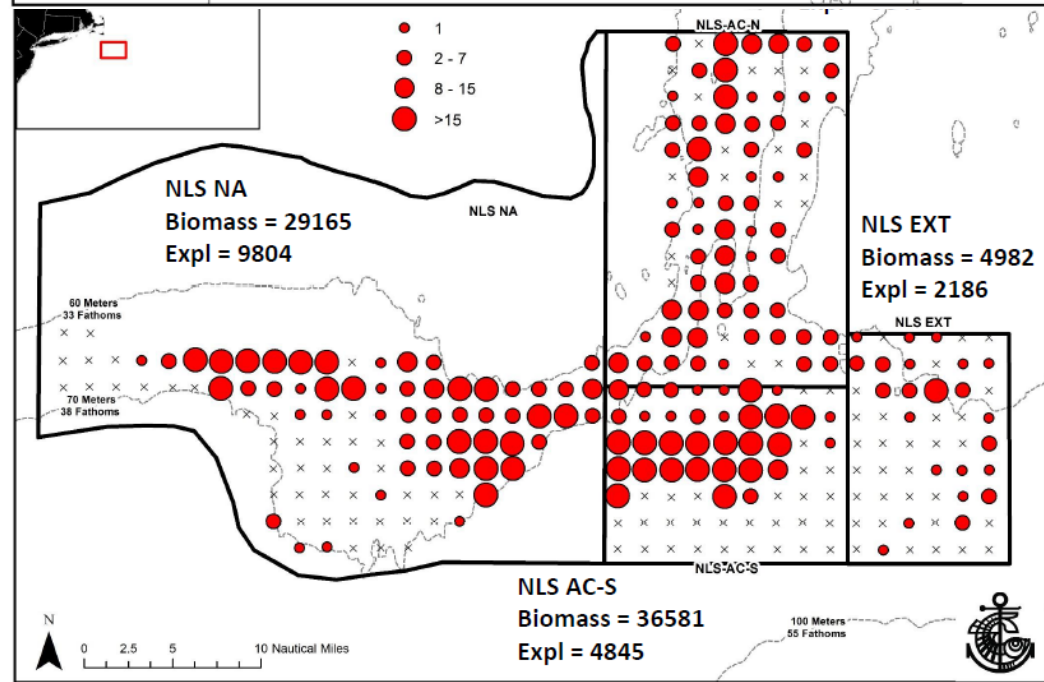 NLS-AC-N
1
2 - 7
8 - 15
>15
NLS NA
Biomass = 29165
Expl = 9804
NLS NA
NLS EXT
Biomass = 4982
Expl = 2186
NLS EXT
60 Meters
33 Fathoms
70 Meters
38 Fathoms
NLS-AC-S
NLS AC-S
Biomass = 36581
Expl = 4845
100 Meters
55 Fathoms
N
0 2.5 5 10 Nautical Miles